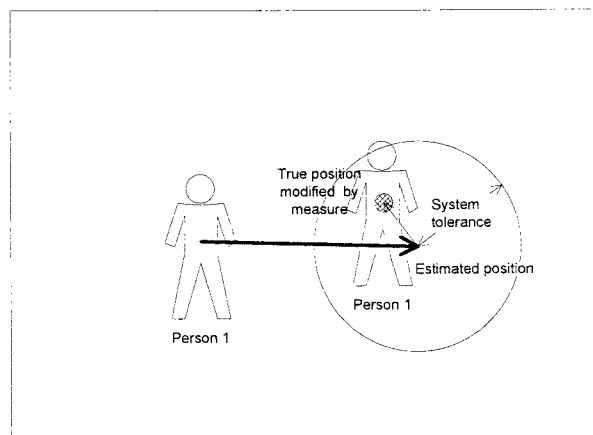 True position
modified by
measure
System
tolerance
Estimated position
Person 1
Person 1